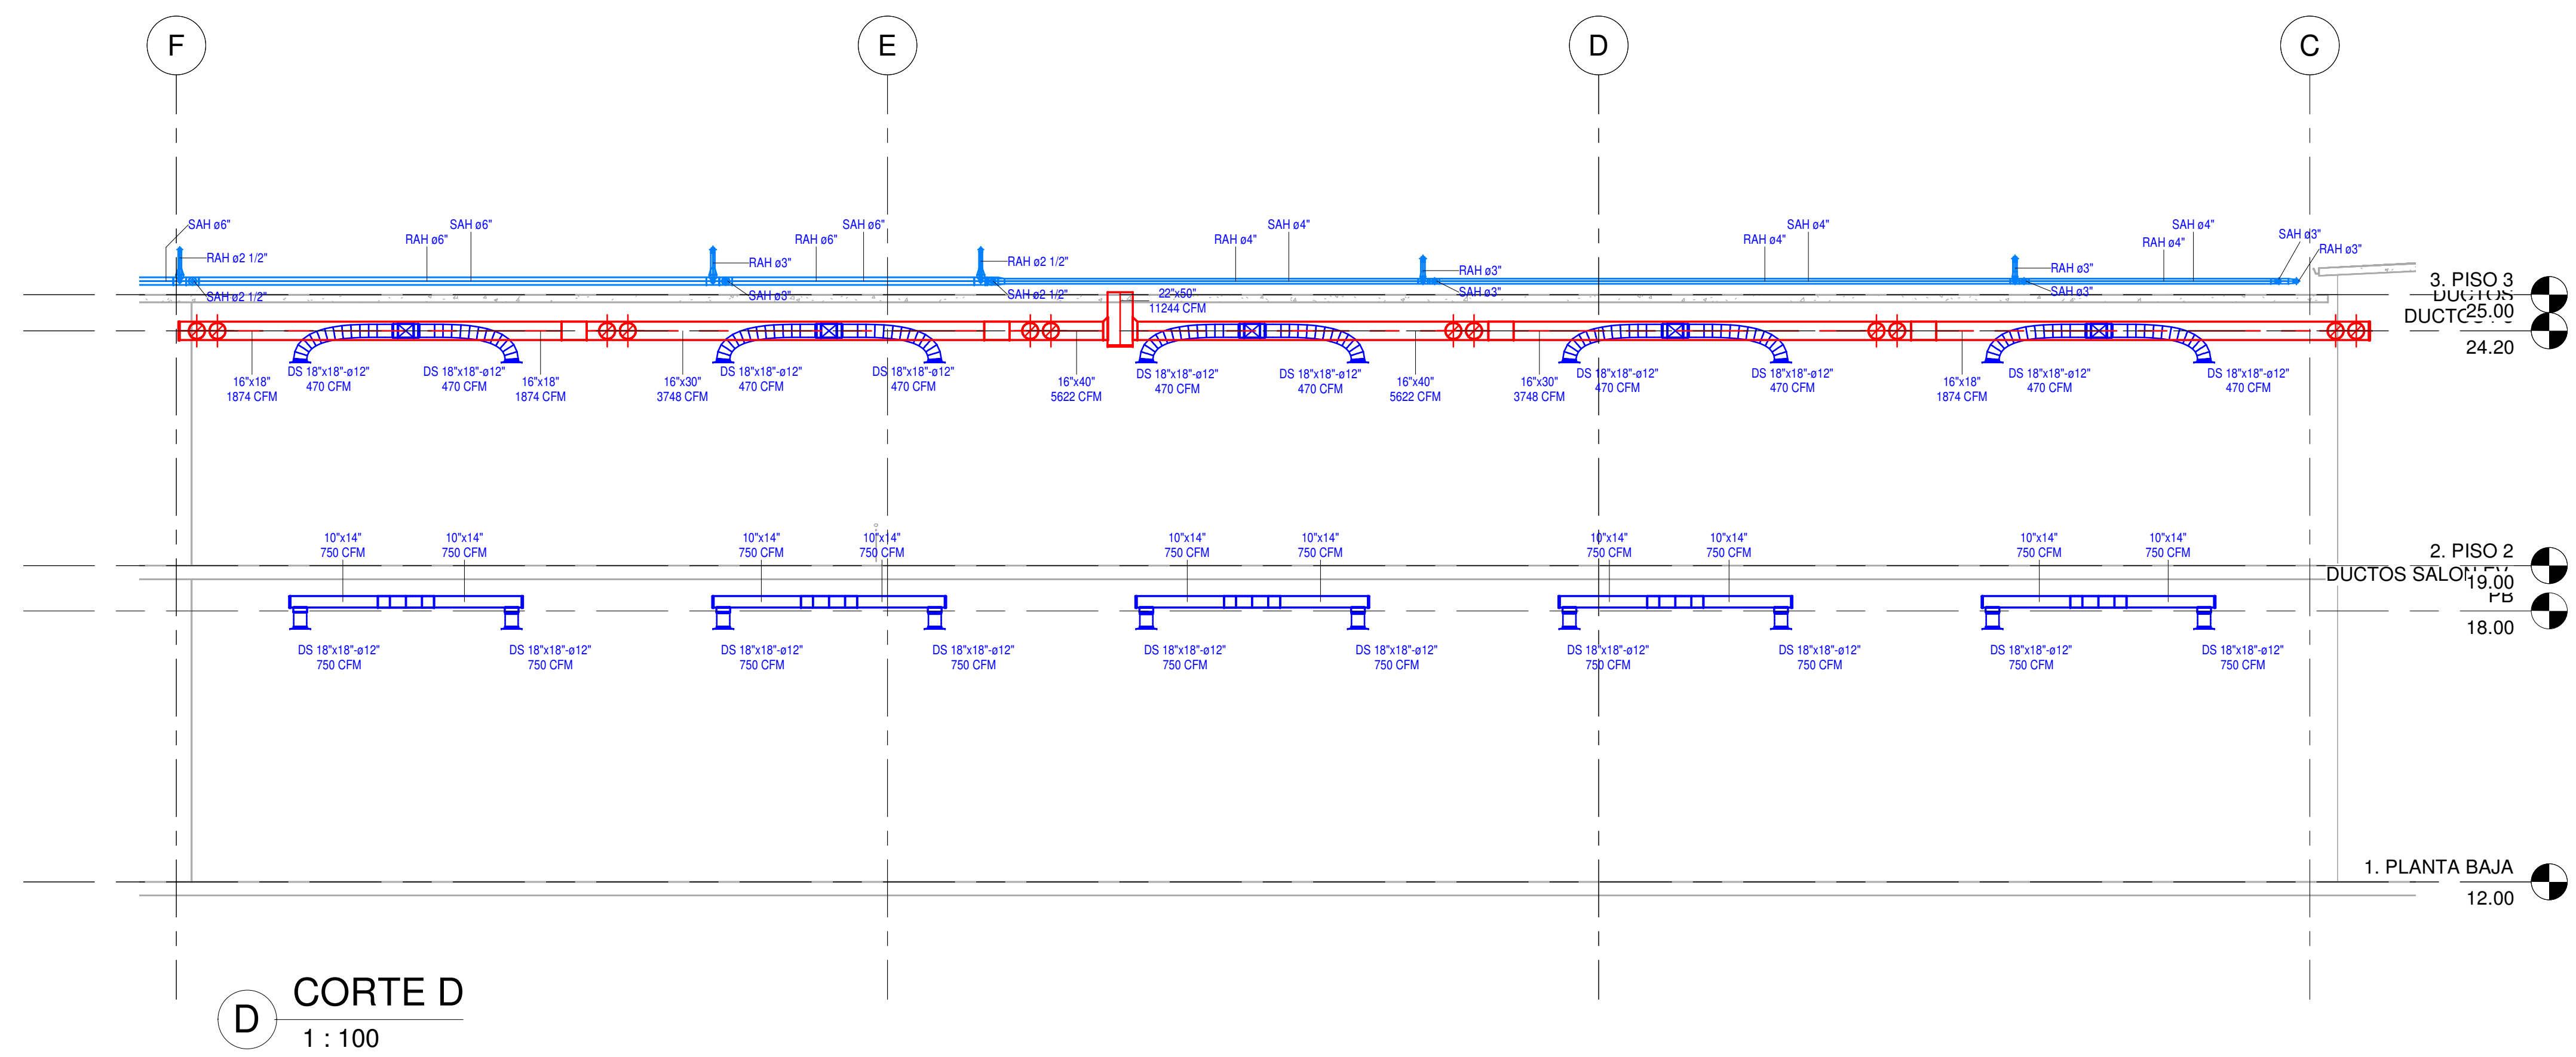 F
E
D
C
SAH ø6"
SAH ø6"
SAH ø6"
SAH ø4"
SAH ø4"
SAH ø4"
RAH ø6"
RAH ø6"
RAH ø4"
RAH ø4"
RAH ø4"
SAH ø3"
RAH ø3"
RAH ø2 1/2"
RAH ø3"
RAH ø2 1/2"
RAH ø3"
RAH ø3"
SAH ø2 1/2"
SAH ø3"
SAH ø2 1/2"
SAH ø3"
SAH ø3"
22"x50"
11244 CFM
3. PISO 3
DUCTOS
25.00
24.20
16"x18"
1874 CFM
DS 18"x18"-ø12"
470 CFM
DS 18"x18"-ø12"
470 CFM
16"x18"
1874 CFM
16"x30"
3748 CFM
DS 18"x18"-ø12"
470 CFM
DS 18"x18"-ø12"
470 CFM
16"x40"
5622 CFM
DS 18"x18"-ø12"
470 CFM
DS 18"x18"-ø12"
470 CFM
16"x40"
5622 CFM
16"x30"
3748 CFM
DS 18"x18"-ø12"
470 CFM
DS 18"x18"-ø12"
470 CFM
16"x18"
1874 CFM
DS 18"x18"-ø12"
470 CFM
DS 18"x18"-ø12"
470 CFM
10"x14"
750 CFM
10"x14"
750 CFM
10"x14"
750 CFM
10"x14"
750 CFM
10"x14"
750 CFM
10"x14"
750 CFM
10"x14"
750 CFM
10"x14"
750 CFM
10"x14"
750 CFM
10"x14"
750 CFM
2. PISO 2
19.00
DUCTOS SALON
PB
18.00
DS 18"x18"-ø12"
750 CFM
DS 18"x18"-ø12"
750 CFM
DS 18"x18"-ø12"
750 CFM
DS 18"x18"-ø12"
750 CFM
DS 18"x18"-ø12"
750 CFM
DS 18"x18"-ø12"
750 CFM
DS 18"x18"-ø12"
750 CFM
DS 18"x18"-ø12"
750 CFM
DS 18"x18"-ø12"
750 CFM
DS 18"x18"-ø12"
750 CFM
1. PLANTA BAJA
12.00
D
CORTE D
1 : 100